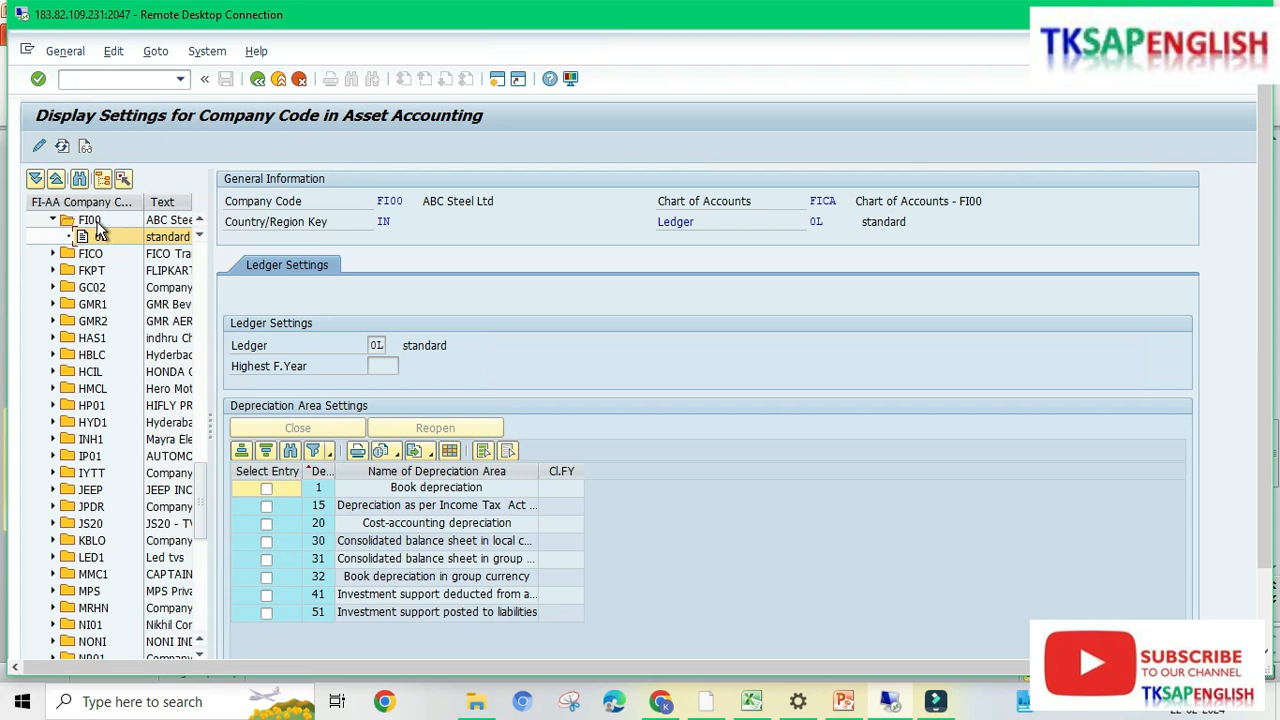 183.82.109.231:2047 - Remote Desktop Connection
TKSAPENGLISH
General Edit Goto System Help
Display Settings for Company Code in Asset Accounting
FI-AA Company C... Text
FI00 ABC Stee
standard
FICO FICO Tra
FKPT FLIPKART
GC02 Company
GMR1 GMR Bev
GMR2 GMR AER
HAS1 indhru Ch
HBLC Hyderbad
HCIL HONDA C
HMCL Hero Mot
HP01 HIFLY PR
HYD1 Hyderaba
INH1 Mayra Ele
IP01 AUTOMO
IYTT Company
JEEP JEEP INC
JPDR Company
JS20 JS20 - TV
KBLO Company
LED1 Led tvs
MMC1 CAPTAIN
MPS MPS Priva
MRHN Company
NI01 Nikhil Cor
NONI NONI IND
General Information
Company Code FI00 ABC Steel Ltd Chart of Accounts FICA Chart of Accounts - FI00
Country/Region Key IN Ledger 0L standard
Ledger Settings
Ledger Settings
Ledger 0L standard
Highest F.Year
Depreciation Area Settings
Close Reopen
Select Entry De... Name of Depreciation Area Cl.FY
1 Book depreciation
15 Depreciation as per Income Tax Act ...
20 Cost-accounting depreciation
30 Consolidated balance sheet in local c...
31 Consolidated balance sheet in group ...
32 Book depreciation in group currency
41 Investment support deducted from a...
51 Investment support posted to liabilities
SUBSCRIBE
TO OUR CHANNEL
TKSAPENGLISH
Type here to search
22-02-2024